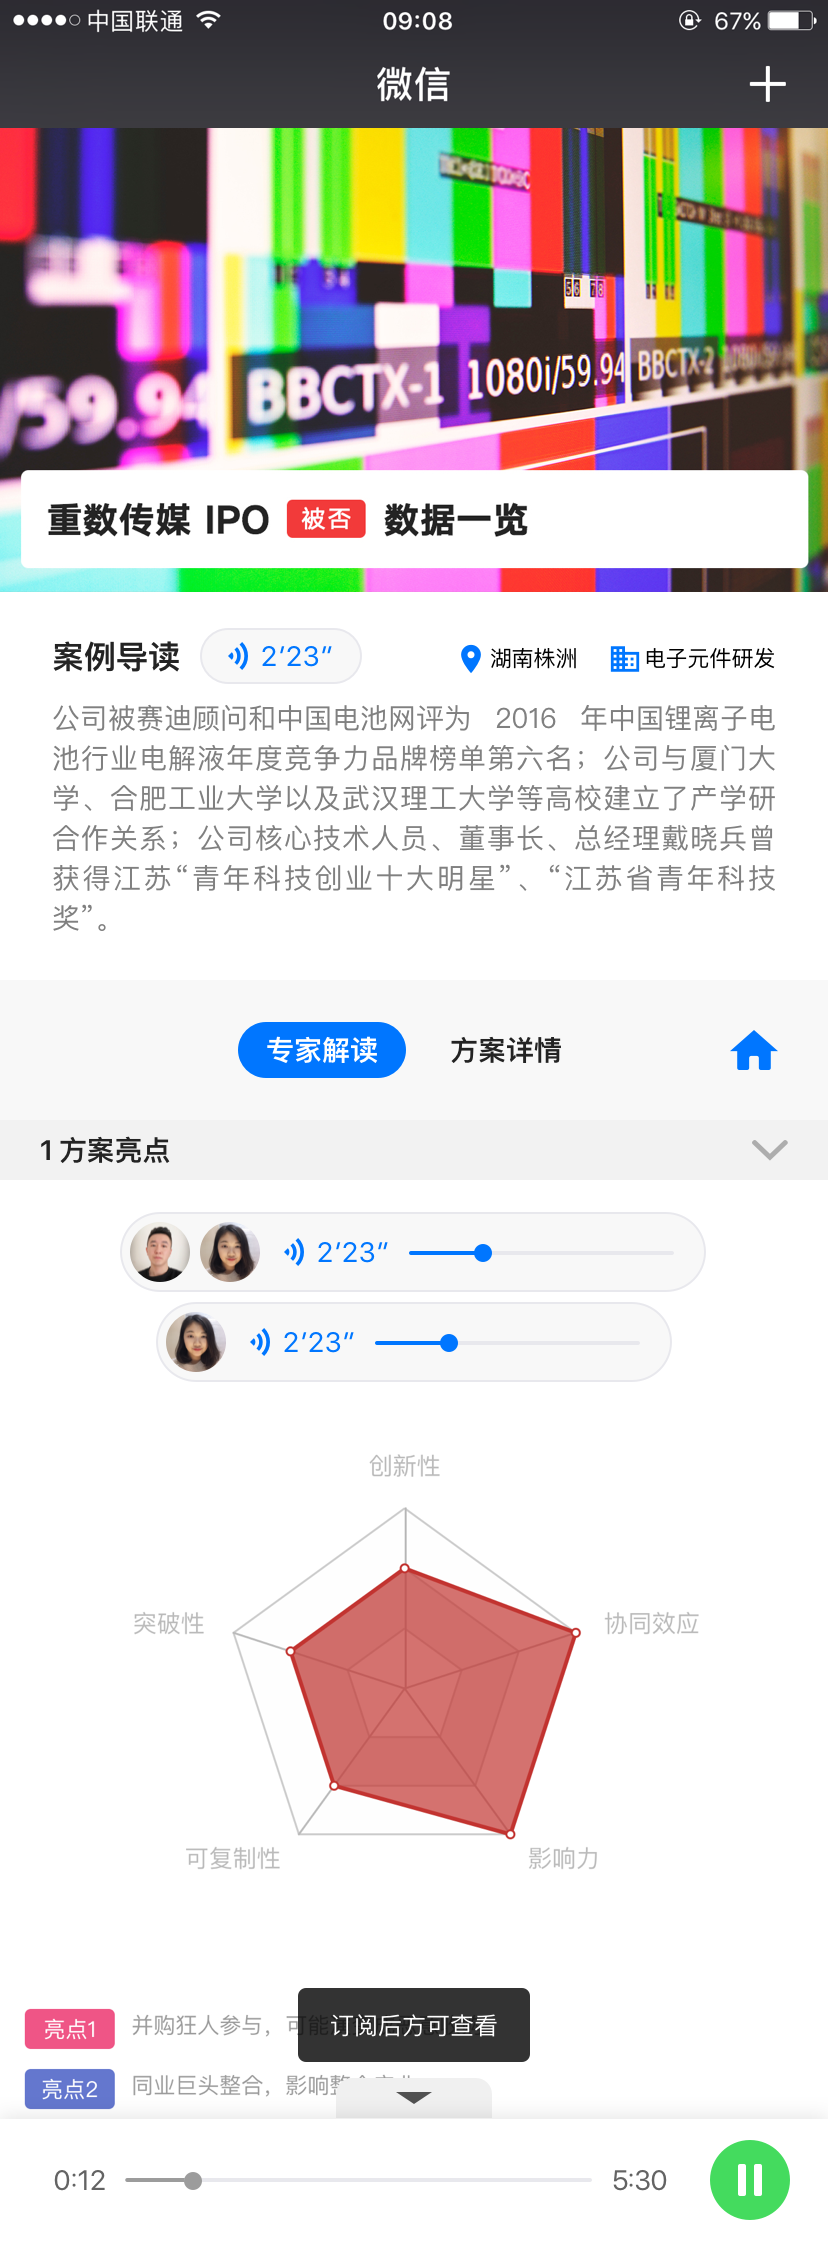 中国联通 09:08 67%
微信
/59.94 BBCTX-1 1080i/59.94 BBCTX-2 1080i/59.94
重数传媒 IPO 被否 数据一览
案例导读 2′23″ 湖南株洲 电子元件研发
公司被赛迪顾问和中国电池网评为 2016 年中国锂离子电
池行业电解液年度竞争力品牌榜单第六名；公司与厦门大
学、合肥工业大学以及武汉理工大学等高校建立了产学研
合作关系；公司核心技术人员、董事长、总经理戴晓兵曾
获得江苏“青年科技创业十大明星”、“江苏省青年科技
奖”。
专家解读 方案详情
1 方案亮点
2′23″
2′23″
创新性
突破性 协同效应
可复制性 影响力
亮点1 并购狂人参与，可能
订阅后方可查看
亮点2 同业巨头整合，影响整
0:12 5:30